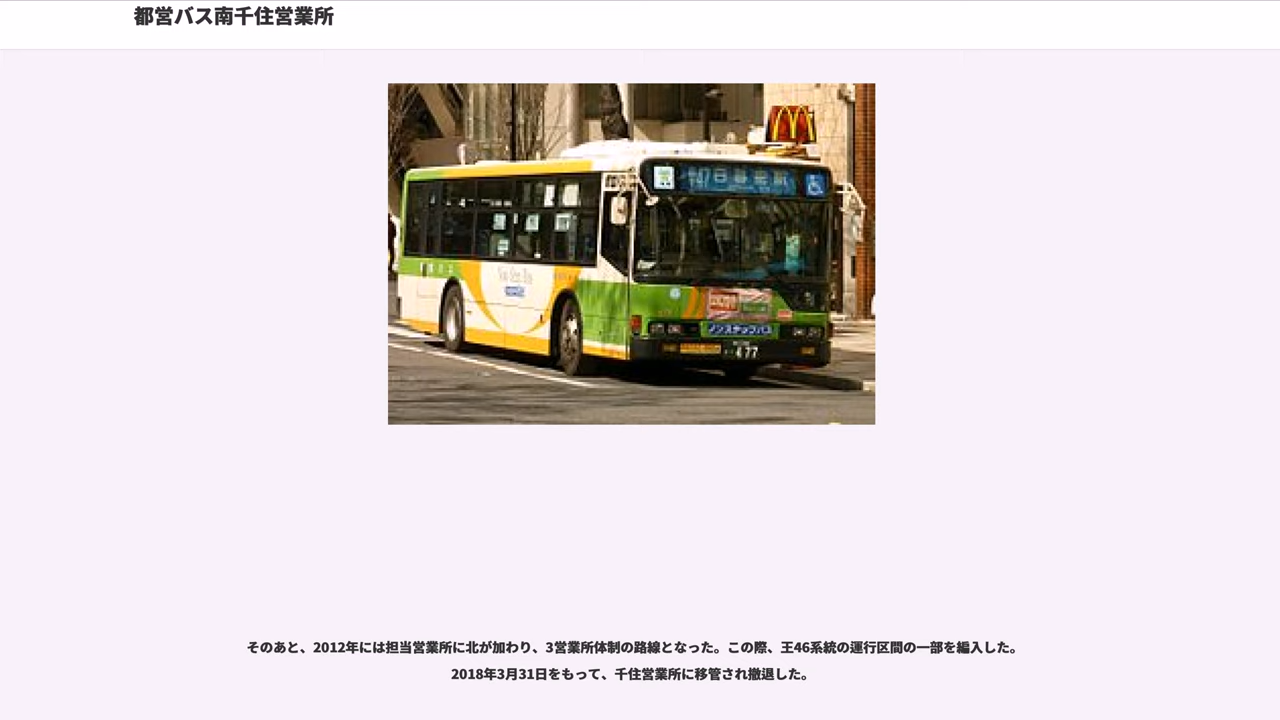 都営バス南千住営業所
ノンステップバス
477
そのあと、2012年には担当営業所に北が加わり、3営業所体制の路線となった。この際、王46系統の運行区間の一部を編入した。
2018年3月31日をもって、千住営業所に移管され撤退した。